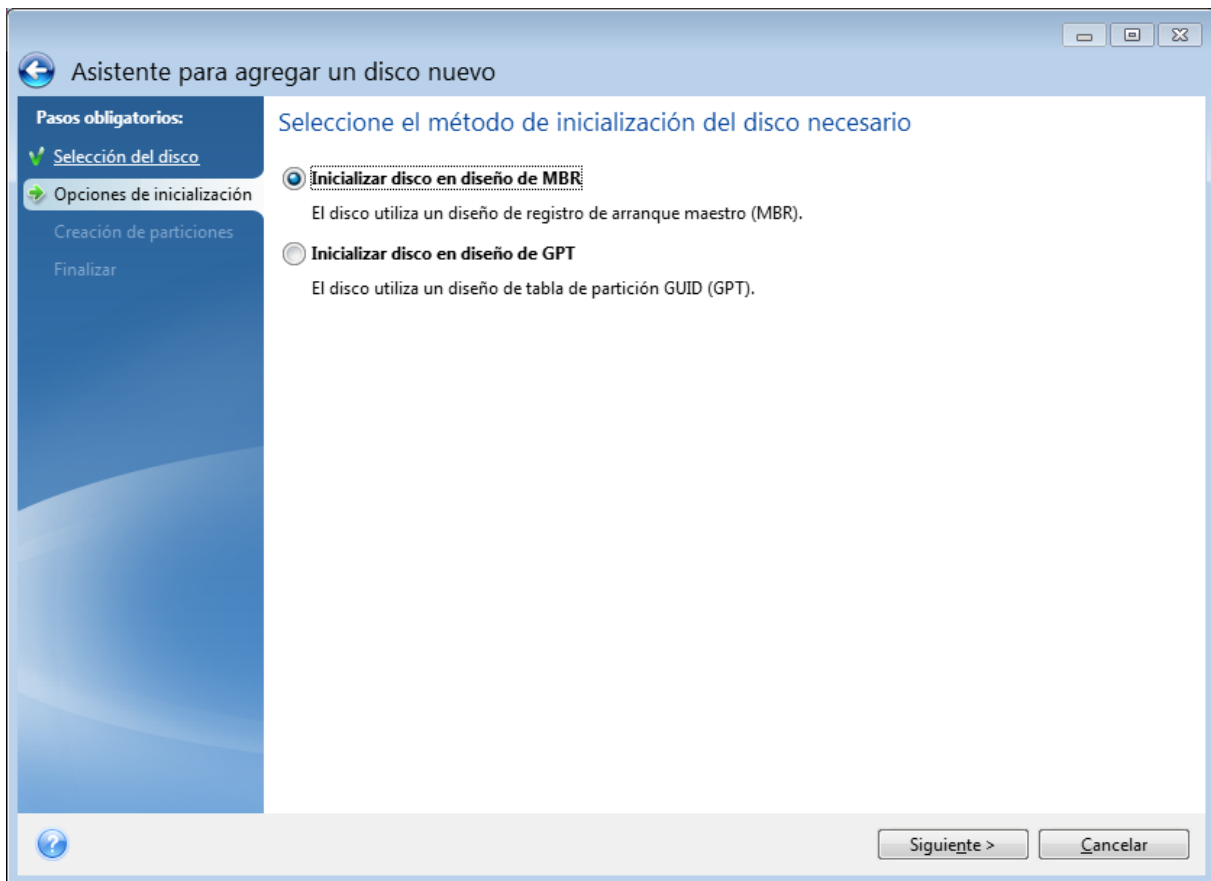 Asistente para agregar un disco nuevo
Pasos obligatorios:
Selección del disco
Opciones de inicialización
Creación de particiones
Finalizar
Seleccione el método de inicialización del disco necesario
Inicializar disco en diseño de MBR
El disco utiliza un diseño de registro de arranque maestro (MBR).
Inicializar disco en diseño de GPT
El disco utiliza un diseño de tabla de partición GUID (GPT).
Siguiente >
Cancelar